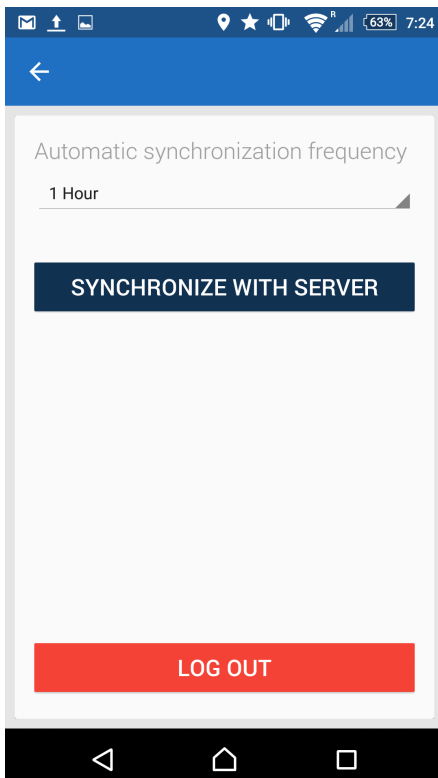 R
63%
7:24
Automatic synchronization frequency
1 Hour
SYNCHRONIZE WITH SERVER
LOG OUT